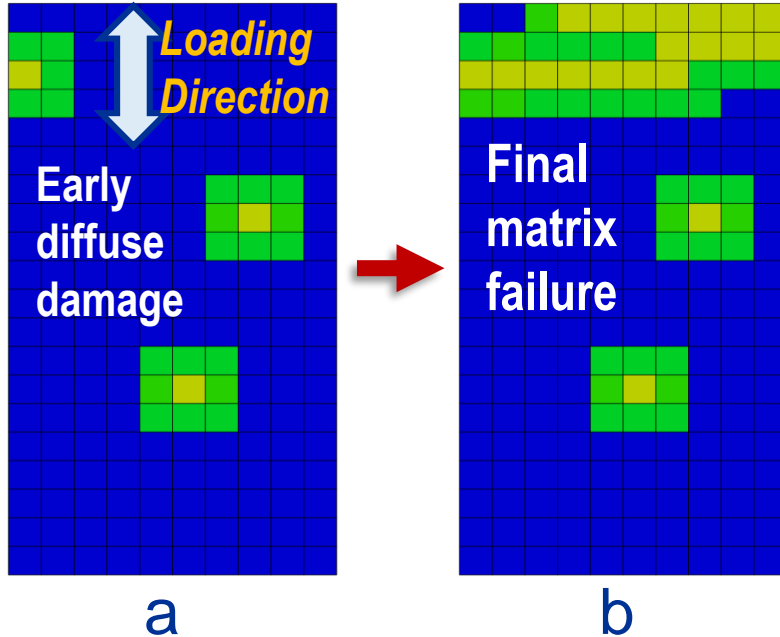 Loading
Direction
Early
diffuse
damage
Final
matrix
failure
a
b